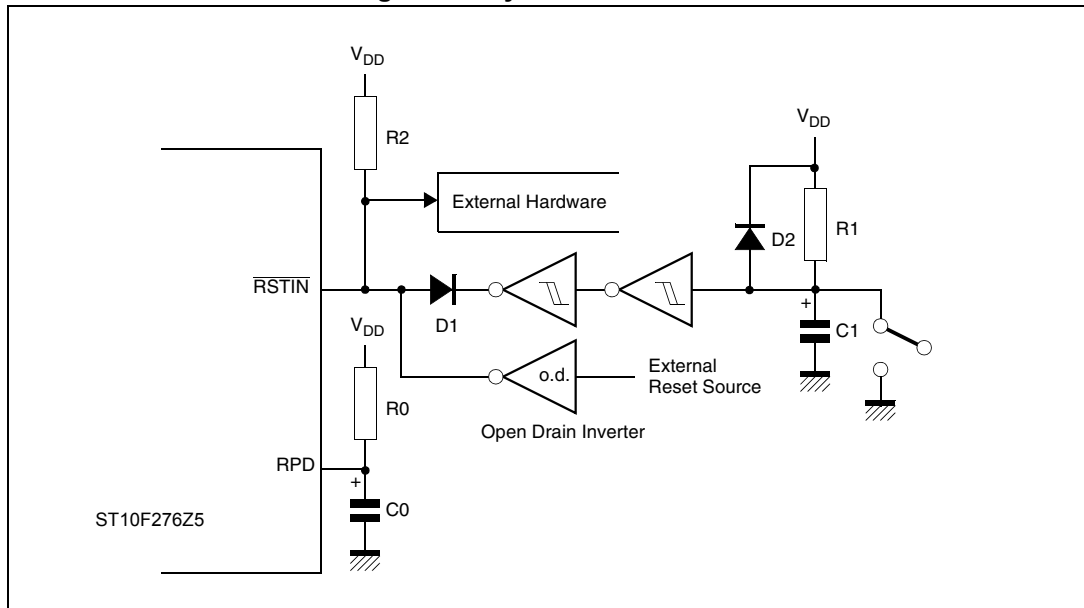 V_DD
R2
V_DD
External Hardware
D2
R1
RSTIN
D1
+
C1
V_DD
o.d.
External
Reset Source
R0
Open Drain Inverter
RPD
+
C0
ST10F276Z5